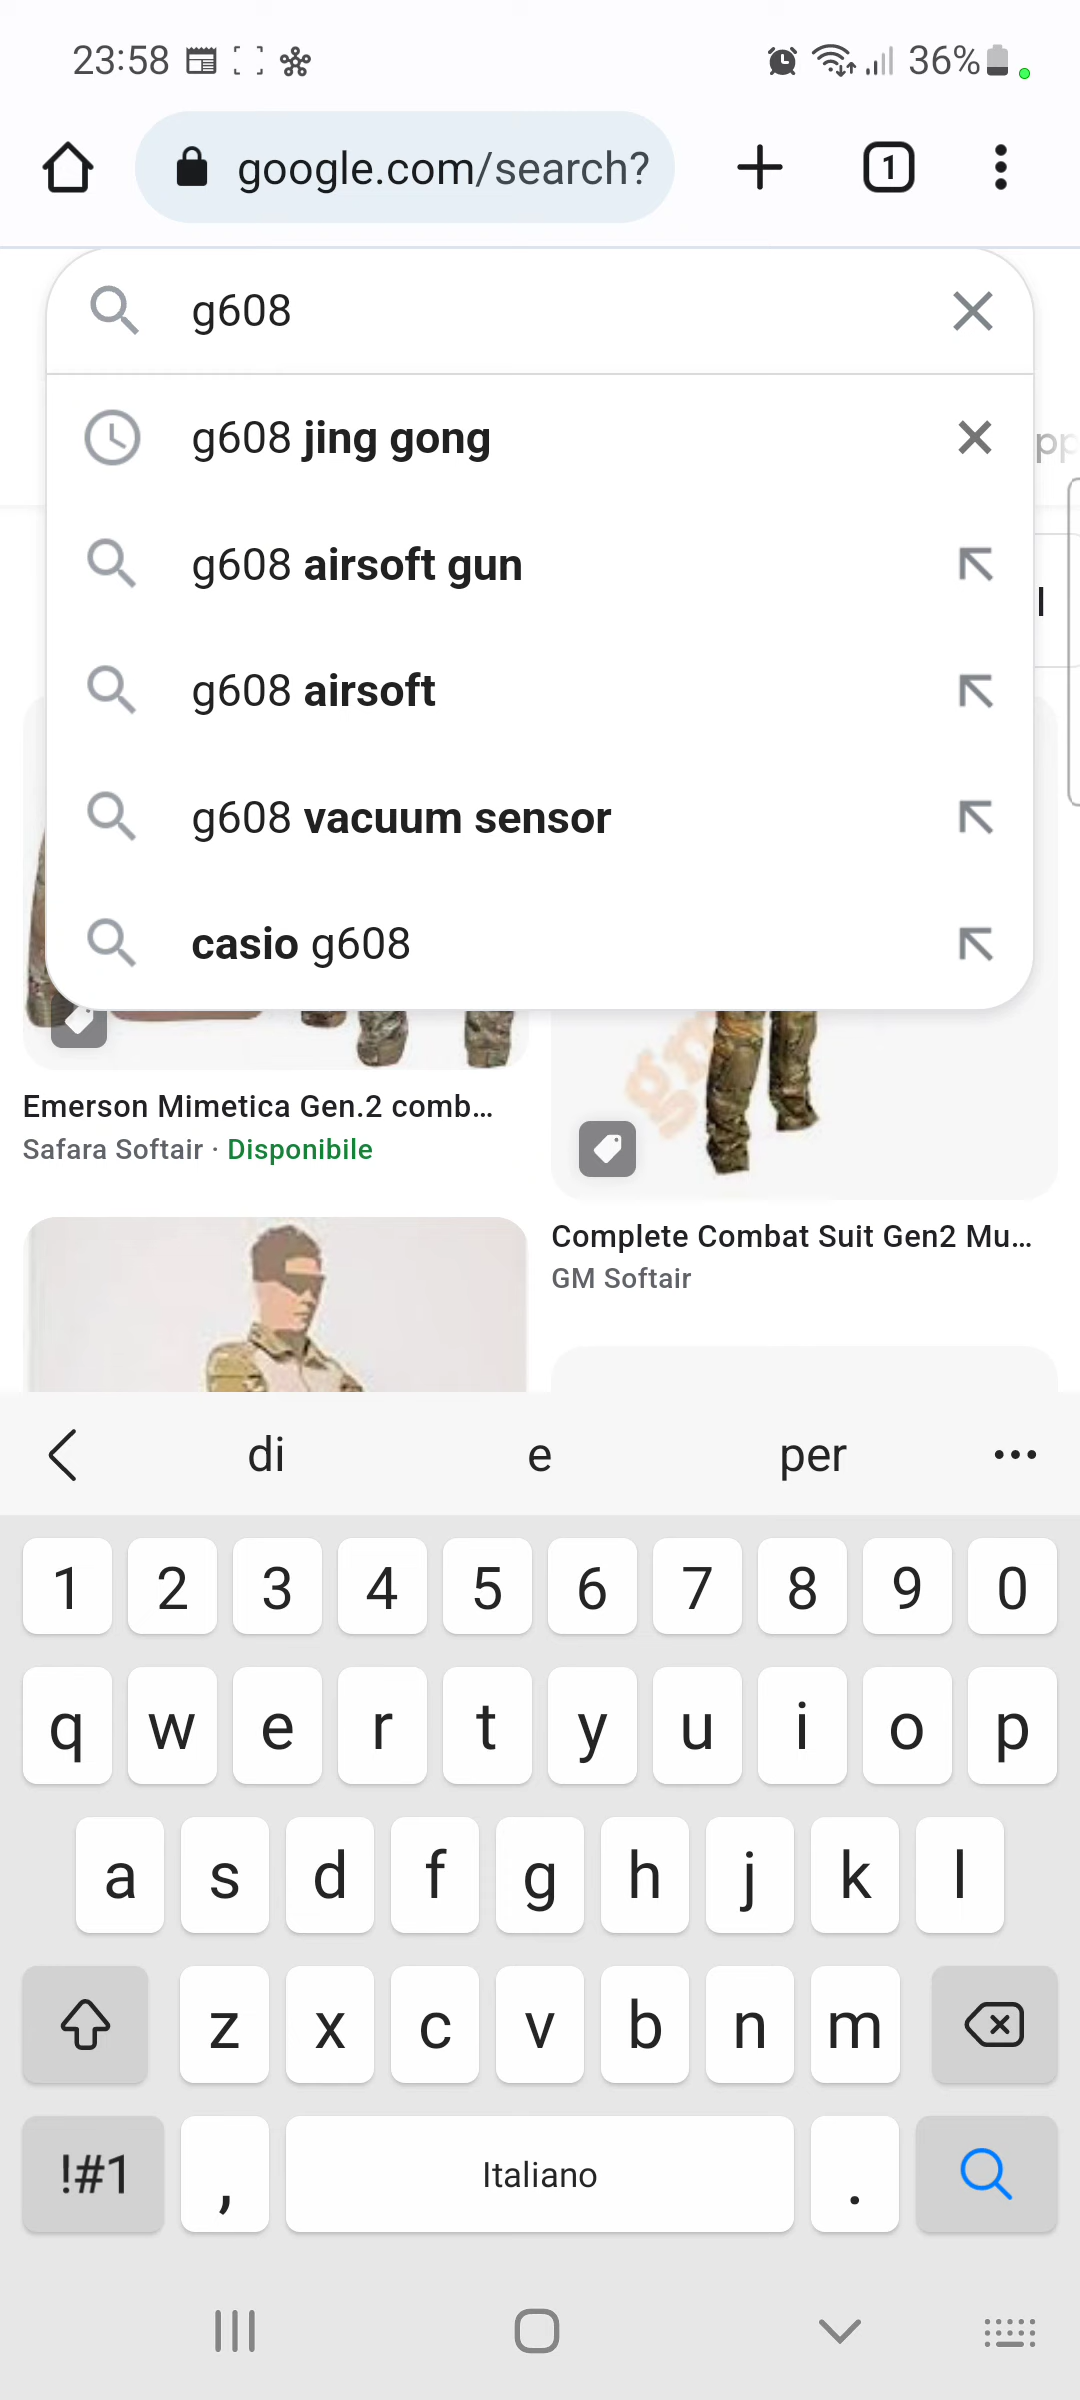 23:58
36%
google.com/search?
1
g608
g608 jing gong
g608 airsoft gun
g608 airsoft
g608 vacuum sensor
casio g608
Emerson Mimetica Gen.2 comb...
Safara Softair · Disponibile
Complete Combat Suit Gen2 Mu...
GM Softair
di e per
1 2 3 4 5 6 7 8 9 0
q w e r t y u i o p
a s d f g h j k l
z x c v b n m
!#1 , Italiano .